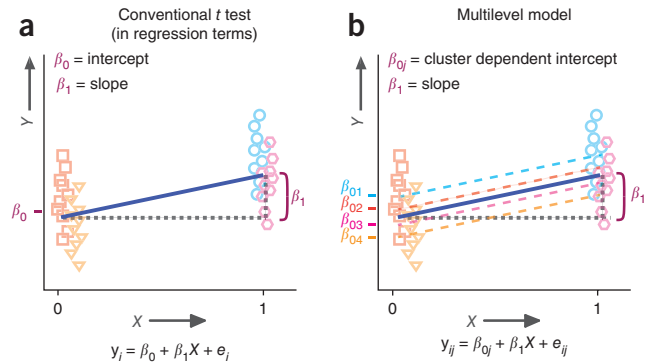 a
Conventional t test
(in regression terms)
β0 = intercept
β1 = slope
Y
β0
β1
0
1
X
yi = β0 + β1X + ei
b
Multilevel model
β0j = cluster dependent intercept
β1 = slope
Y
β01
β02
β03
β04
β1
0
1
X
yij = β0j + β1X + eij